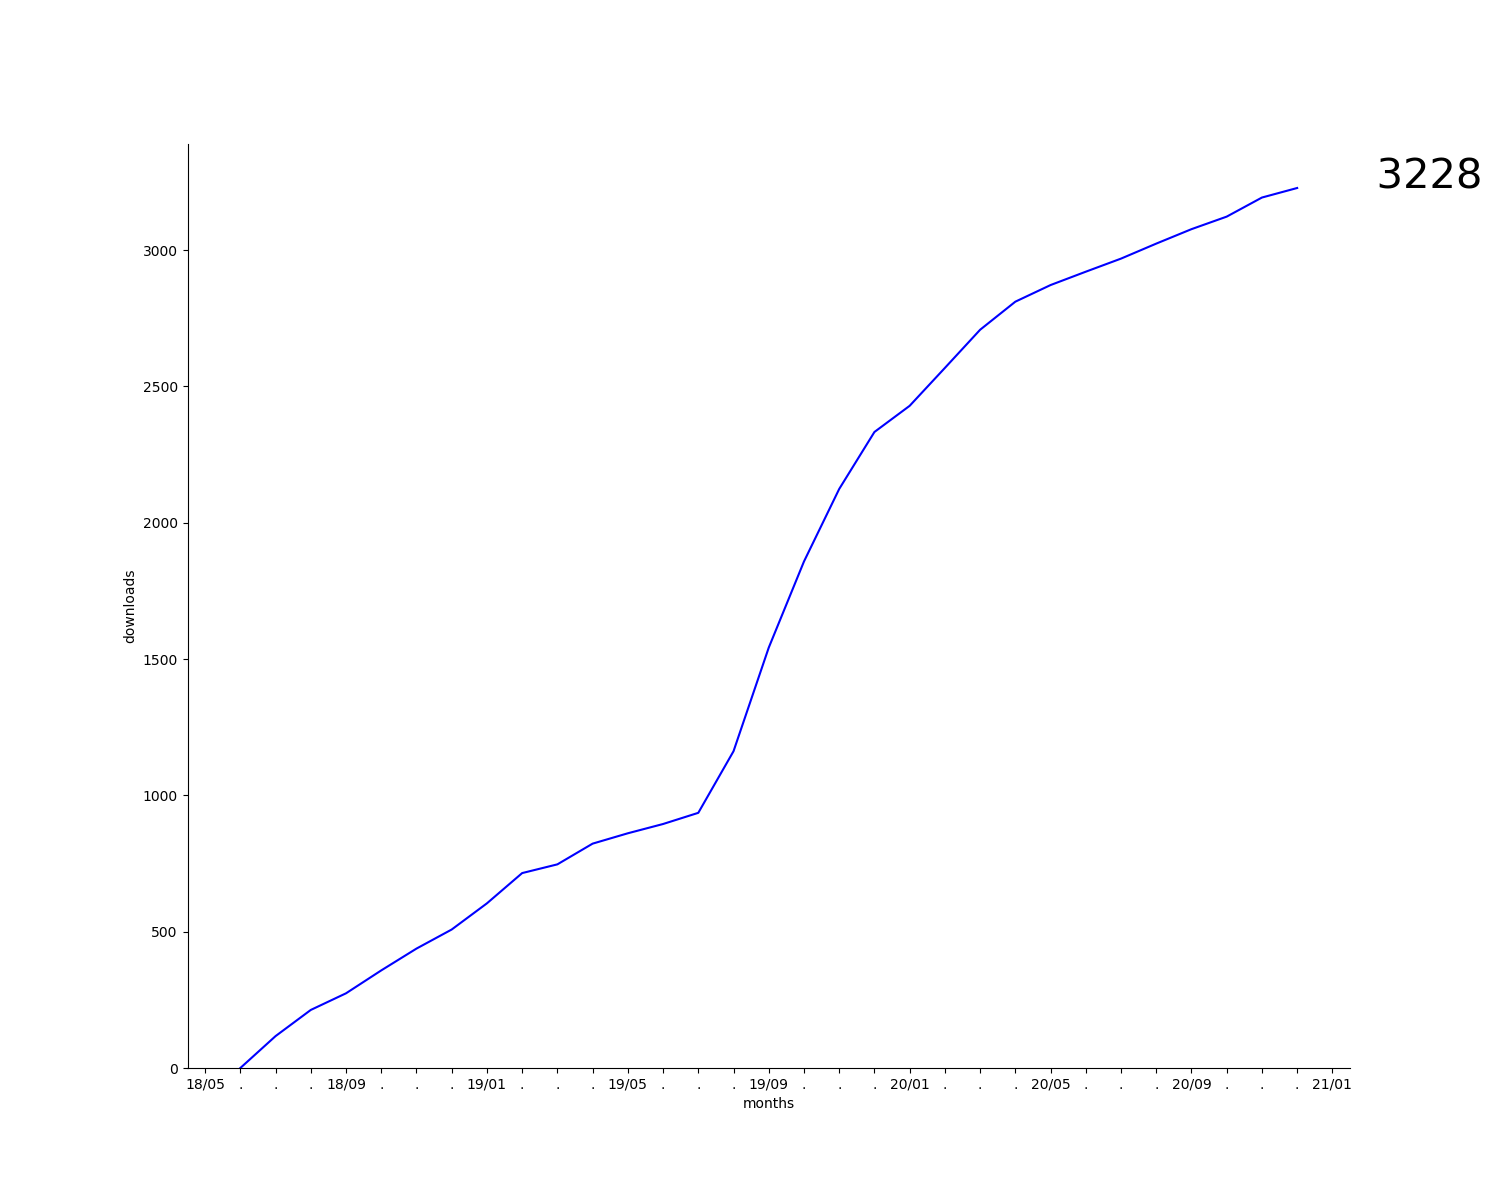 3228
3000
2500
2000
1500
1000
500
0
downloads
18/05 . . . 18/09 . . . 19/01 . . . 19/05 . . . 19/09 . . . 20/01 . . . 20/05 . . . 20/09 . . . 21/01
months